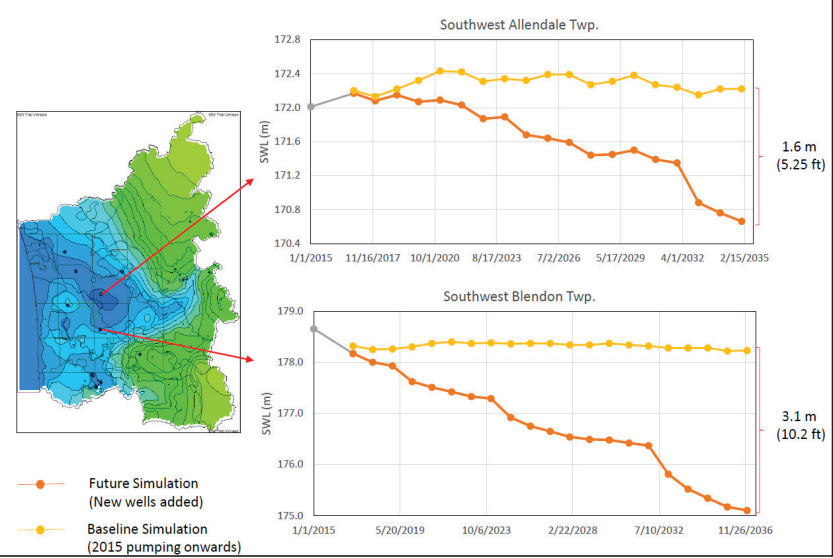 Southwest Allendale Twp.
172.8
172.4
172.0
171.6
171.2
170.8
170.4
SWL (m)
1/1/2015 11/16/2017 10/1/2020 8/17/2023 7/2/2026 5/17/2029 4/1/2032 2/15/2035
1.6 m
(5.25 ft)
Southwest Blendon Twp.
179.0
178.0
177.0
176.0
175.0
SWL (m)
1/1/2015 5/20/2019 10/6/2023 2/22/2028 7/10/2032 11/26/2036
3.1 m
(10.2 ft)
Future Simulation
(New wells added)
Baseline Simulation
(2015 pumping onwards)